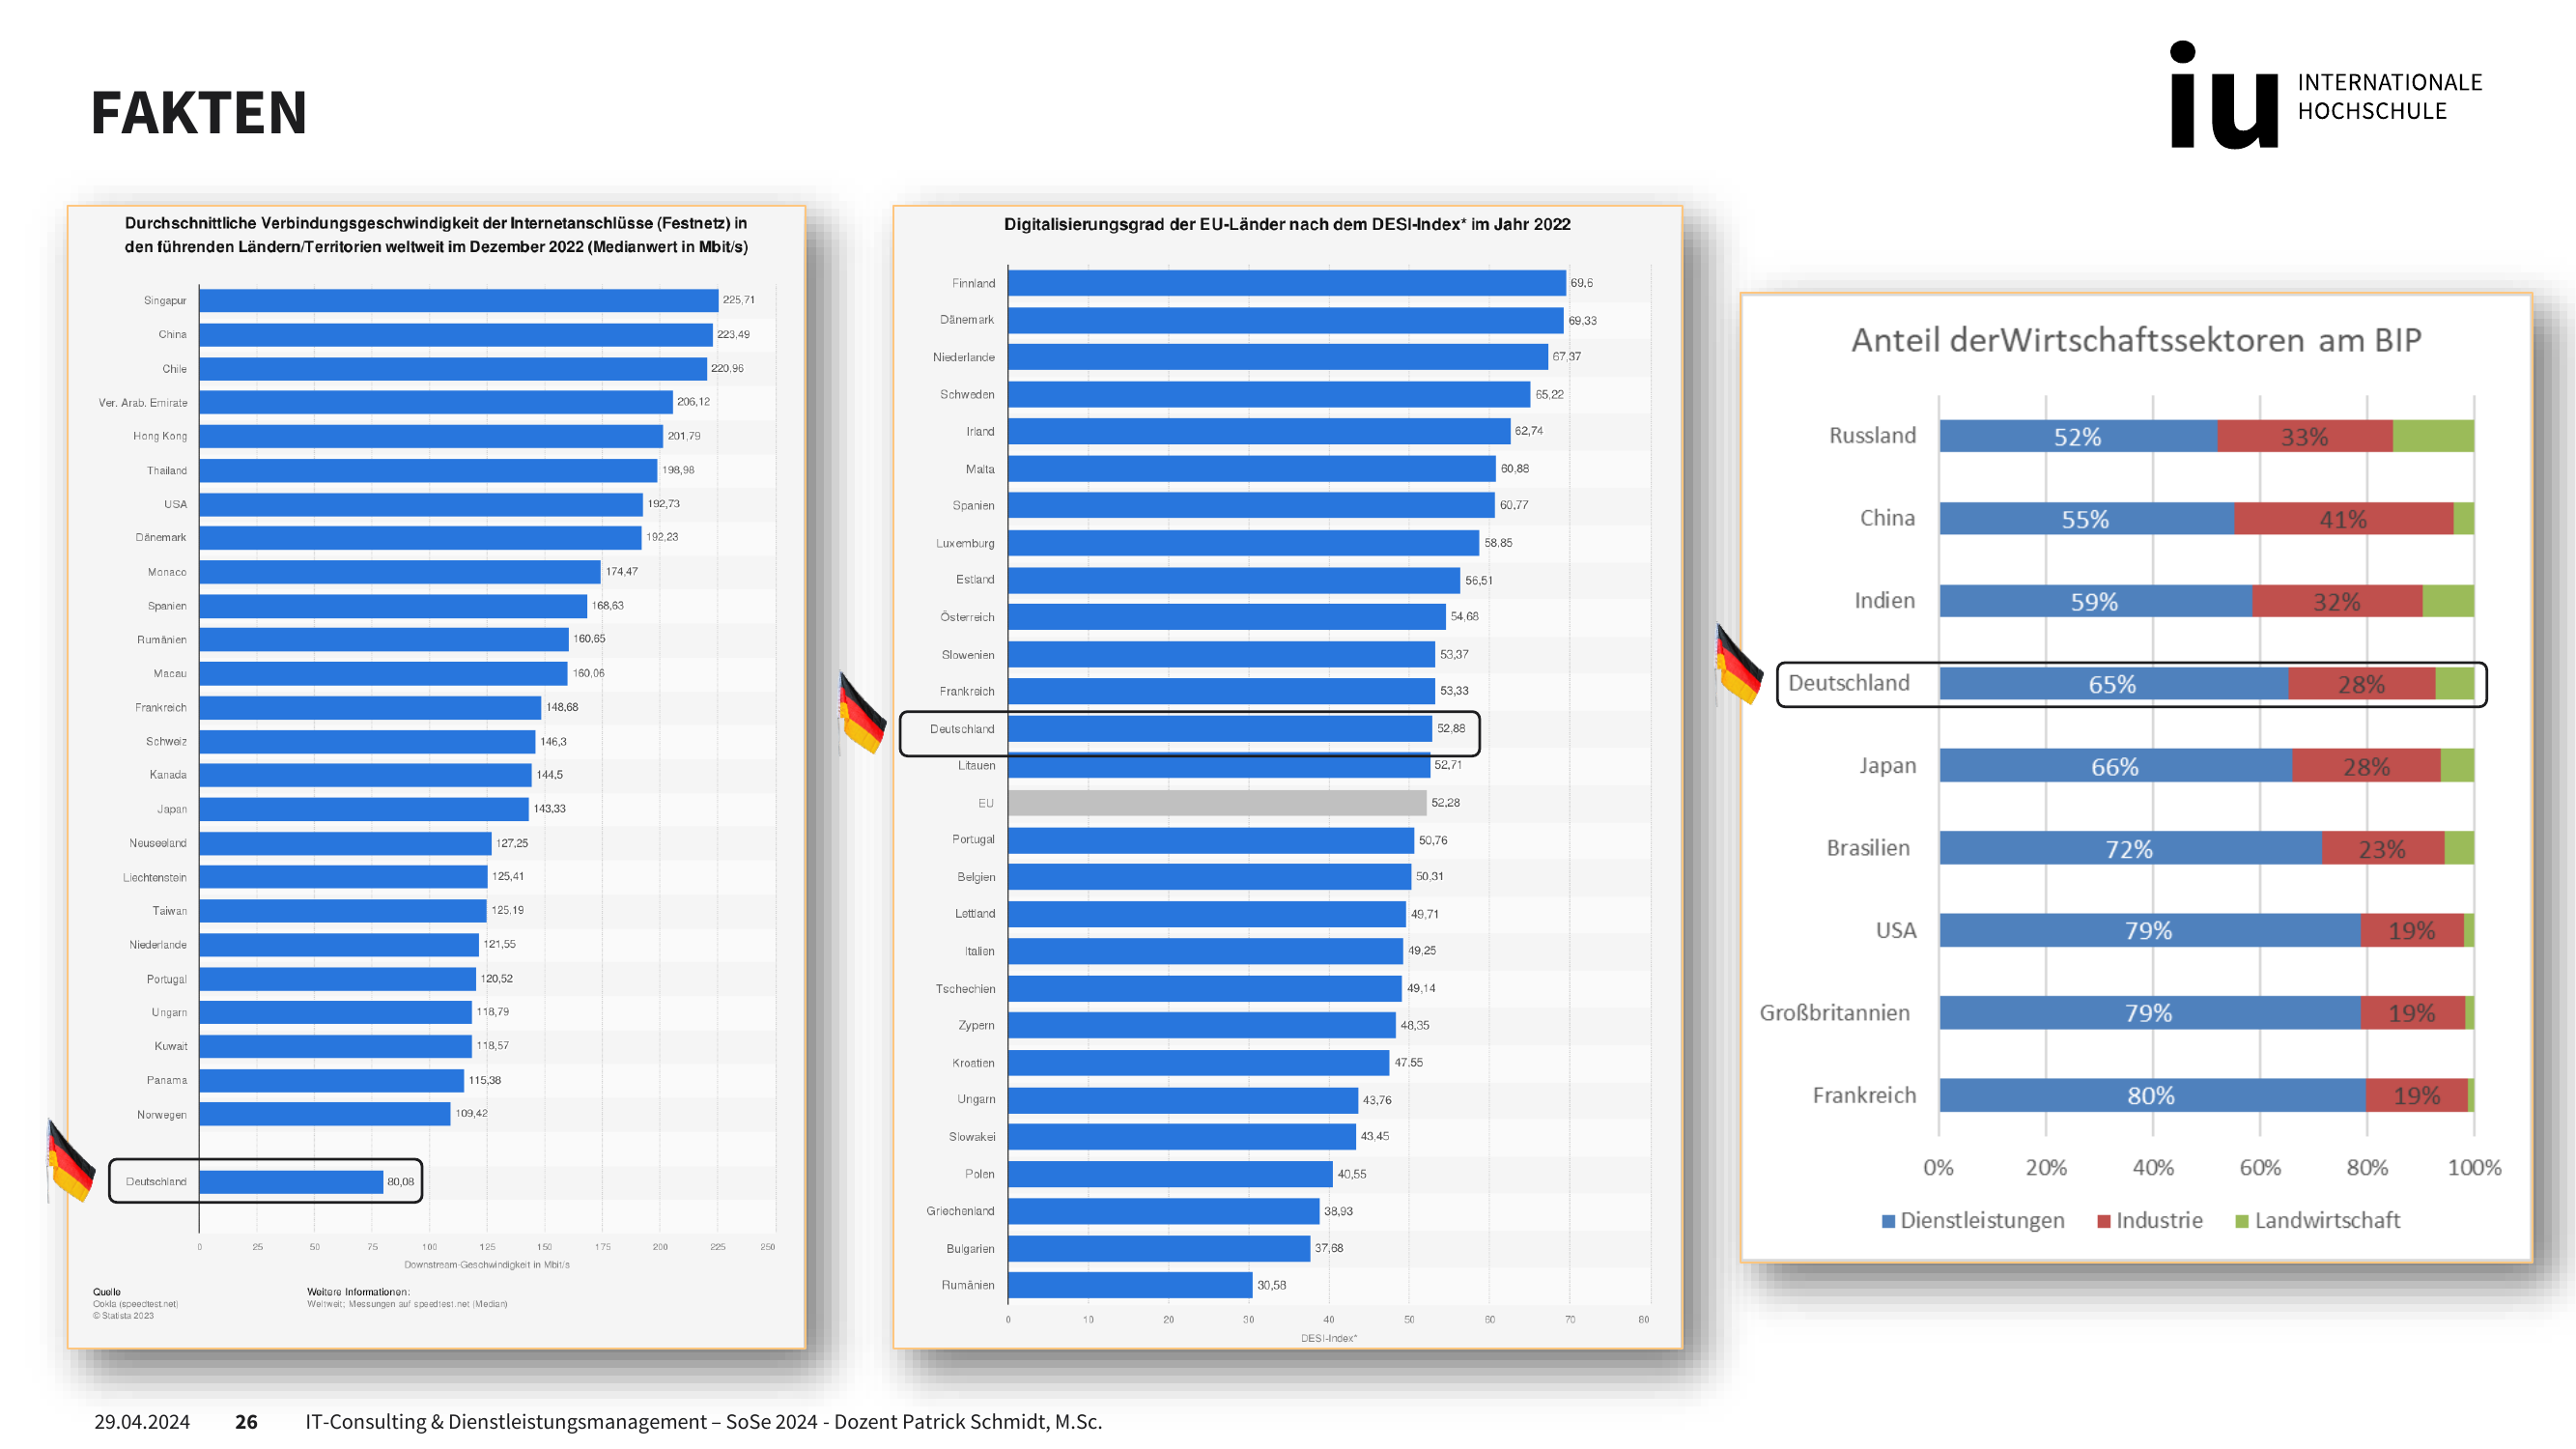 FAKTEN
iu INTERNATIONALE
HOCHSCHULE
Durchschnittliche Verbindungsgeschwindigkeit der Internetanschlüsse (Festnetz) in
den führenden Ländern/Territorien weltweit im Dezember 2022 (Medianwert in Mbit/s)
Singapur 225,71
China 223,49
Chile 220,96
Ver. Arab. Emirate 206,12
Hong Kong 201,79
Thailand 198,98
USA 192,73
Dänemark 192,23
Monaco 174,47
Spanien 168,63
Rumänien 160,65
Macau 160,06
Frankreich 148,68
Schweiz 146,3
Kanada 144,5
Japan 143,33
Neuseeland 127,25
Liechtenstein 125,41
Taiwan 125,19
Niederlande 121,55
Portugal 120,52
Ungarn 118,79
Kuwait 118,57
Panama 115,38
Norwegen 109,42
Deutschland 80,08
0 25 50 75 100 125 150 175 200 225 250
Downstream-Geschwindigkeit in Mbit/s
Quelle
Ookla (speedtest.net)
© Statista 2023
Weitere Informationen:
Weltweit; Messungen auf speedtest.net (Median)
Digitalisierungsgrad der EU-Länder nach dem DESI-Index* im Jahr 2022
Finnland 69,6
Dänemark 69,33
Niederlande 67,37
Schweden 65,22
Irland 62,74
Malta 60,88
Spanien 60,77
Luxemburg 58,85
Estland 56,51
Österreich 54,68
Slowenien 53,37
Frankreich 53,33
Deutschland 52,88
Litauen 52,71
EU 52,28
Portugal 50,76
Belgien 50,31
Lettland 49,71
Italien 49,25
Tschechien 49,14
Zypern 48,35
Kroatien 47,55
Ungarn 43,76
Slowakei 43,45
Polen 40,55
Griechenland 38,93
Bulgarien 37,68
Rumänien 30,58
0 10 20 30 40 50 60 70 80
DESI-Index*
Anteil derWirtschaftssektoren am BIP
Russland 52% 33%
China 55% 41%
Indien 59% 32%
Deutschland 65% 28%
Japan 66% 28%
Brasilien 72% 23%
USA 79% 19%
Großbritannien 79% 19%
Frankreich 80% 19%
0% 20% 40% 60% 80% 100%
Dienstleistungen Industrie Landwirtschaft
29.04.2024 26 IT-Consulting & Dienstleistungsmanagement – SoSe 2024 - Dozent Patrick Schmidt, M.Sc.